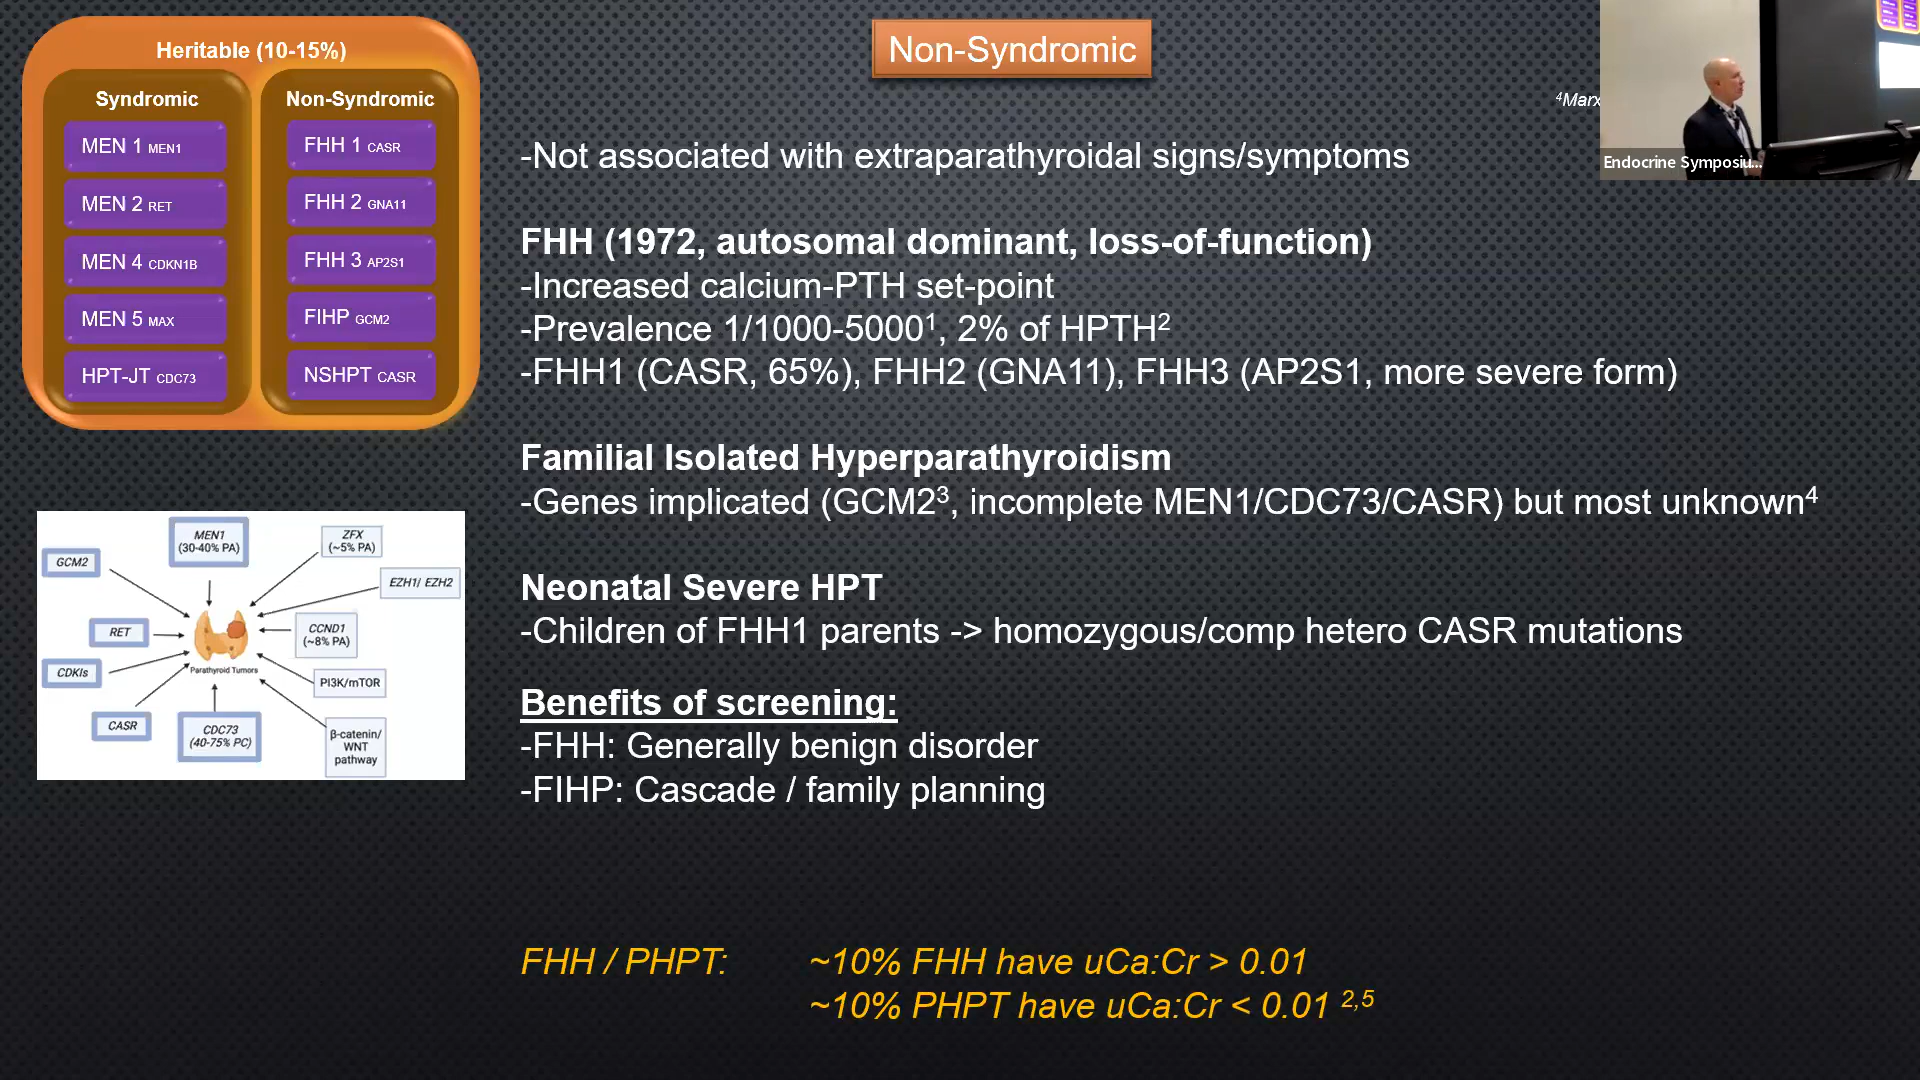 Heritable (10-15%)
Syndromic
MEN 1 MEN1
MEN 2 RET
MEN 4 CDKN1B
MEN 5 MAX
HPT-JT CDC73
Non-Syndromic
FHH 1 CASR
FHH 2 GNA11
FHH 3 AP2S1
FIHP GCM2
NSHPT CASR
Non-Syndromic
⁴Marx
Endocrine Symposiu...
-Not associated with extraparathyroidal signs/symptoms
FHH (1972, autosomal dominant, loss-of-function)
-Increased calcium-PTH set-point
-Prevalence 1/1000-5000¹, 2% of HPTH²
-FHH1 (CASR, 65%), FHH2 (GNA11), FHH3 (AP2S1, more severe form)
Familial Isolated Hyperparathyroidism
-Genes implicated (GCM2³, incomplete MEN1/CDC73/CASR) but most unknown⁴
Neonatal Severe HPT
-Children of FHH1 parents -> homozygous/comp hetero CASR mutations
Benefits of screening:
-FHH: Generally benign disorder
-FIHP: Cascade / family planning
FHH / PHPT: ~10% FHH have uCa:Cr > 0.01
~10% PHPT have uCa:Cr < 0.01 ²,⁵
MEN1
(30-40% PA)
ZFX
(~5% PA)
GCM2
EZH1/ EZH2
RET
CCND1
(~8% PA)
Parathyroid Tumors
CDKIs
PI3K/mTOR
CASR
CDC73
(40-75% PC)
β-catenin/
WNT
pathway